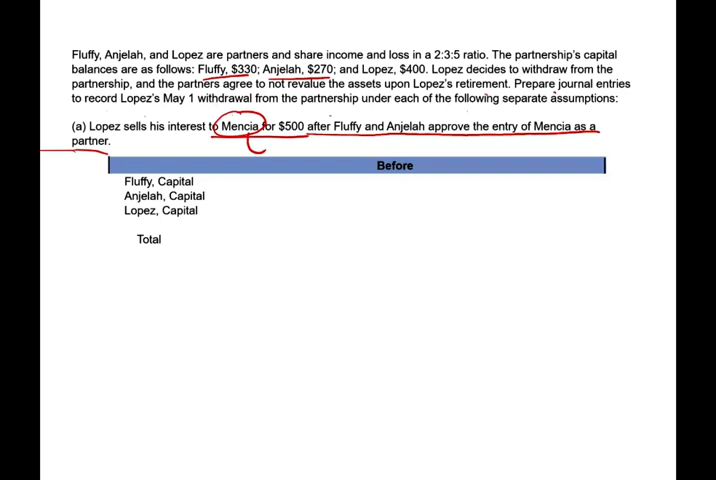 Fluffy, Anjelah, and Lopez are partners and share income and loss in a 2:3:5 ratio. The partnership's capital
balances are as follows: Fluffy, $330; Anjelah, $270; and Lopez, $400. Lopez decides to withdraw from the
partnership, and the partners agree to not revalue the assets upon Lopez's retirement. Prepare journal entries
to record Lopez's May 1 withdrawal from the partnership under each of the following separate assumptions:
(a) Lopez sells his interest to Mencia for $500 after Fluffy and Anjelah approve the entry of Mencia as a
partner.
Before
Fluffy, Capital
Anjelah, Capital
Lopez, Capital
Total